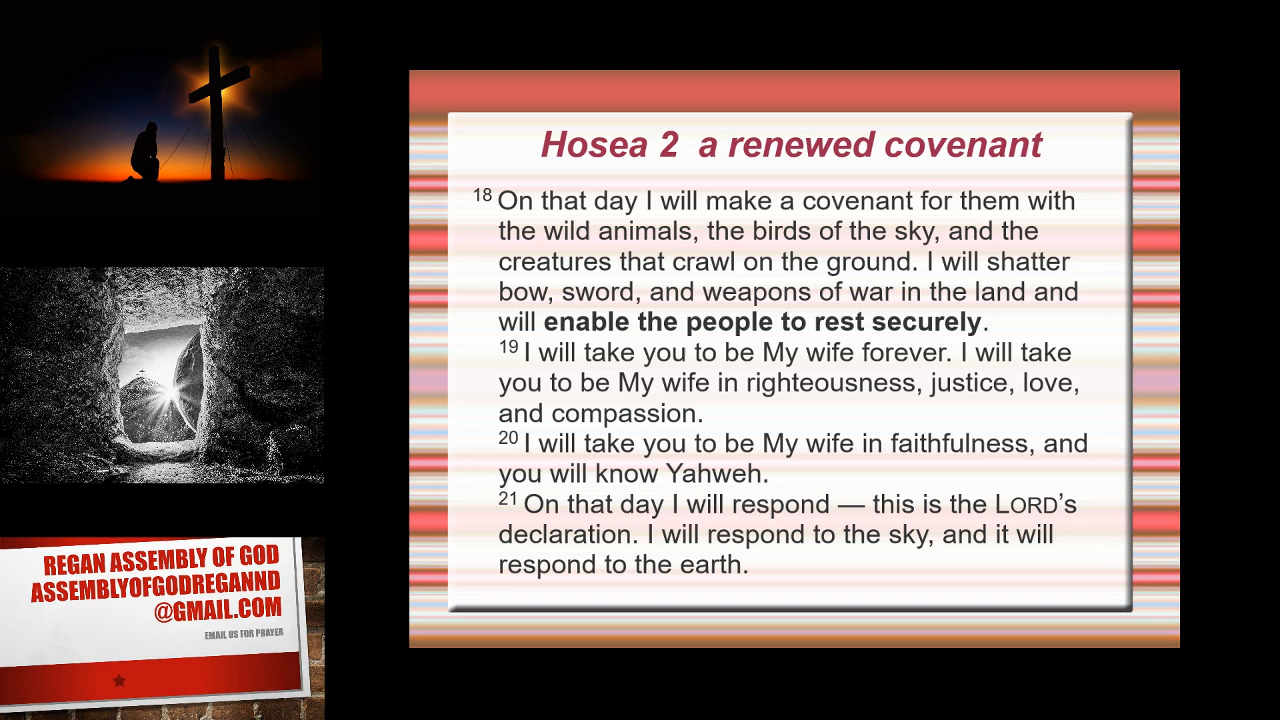 Hosea 2 a renewed covenant
18 On that day I will make a covenant for them with
the wild animals, the birds of the sky, and the
creatures that crawl on the ground. I will shatter
bow, sword, and weapons of war in the land and
will enable the people to rest securely.
19 I will take you to be My wife forever. I will take
you to be My wife in righteousness, justice, love,
and compassion.
20 I will take you to be My wife in faithfulness, and
you will know Yahweh.
21 On that day I will respond — this is the LORD's
declaration. I will respond to the sky, and it will
respond to the earth.
REGAN ASSEMBLY OF GOD
ASSEMBLYOFGODREGANND
@GMAIL.COM
EMAIL US FOR PRAYER